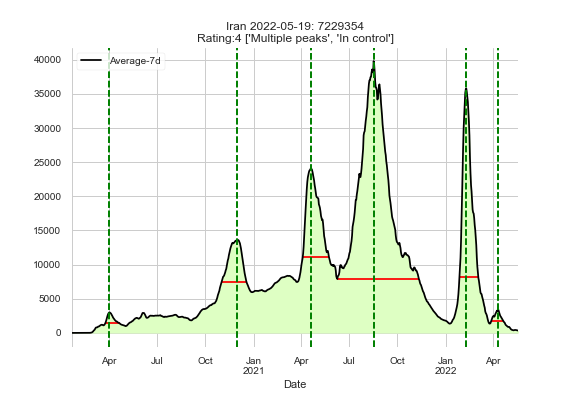 Iran 2022-05-19: 7229354
Rating:4 ['Multiple peaks', 'In control']
Average-7d
40000
35000
30000
25000
20000
15000
10000
5000
0
Apr Jul Oct Jan Apr Jul Oct Jan Apr
2021 2022
Date